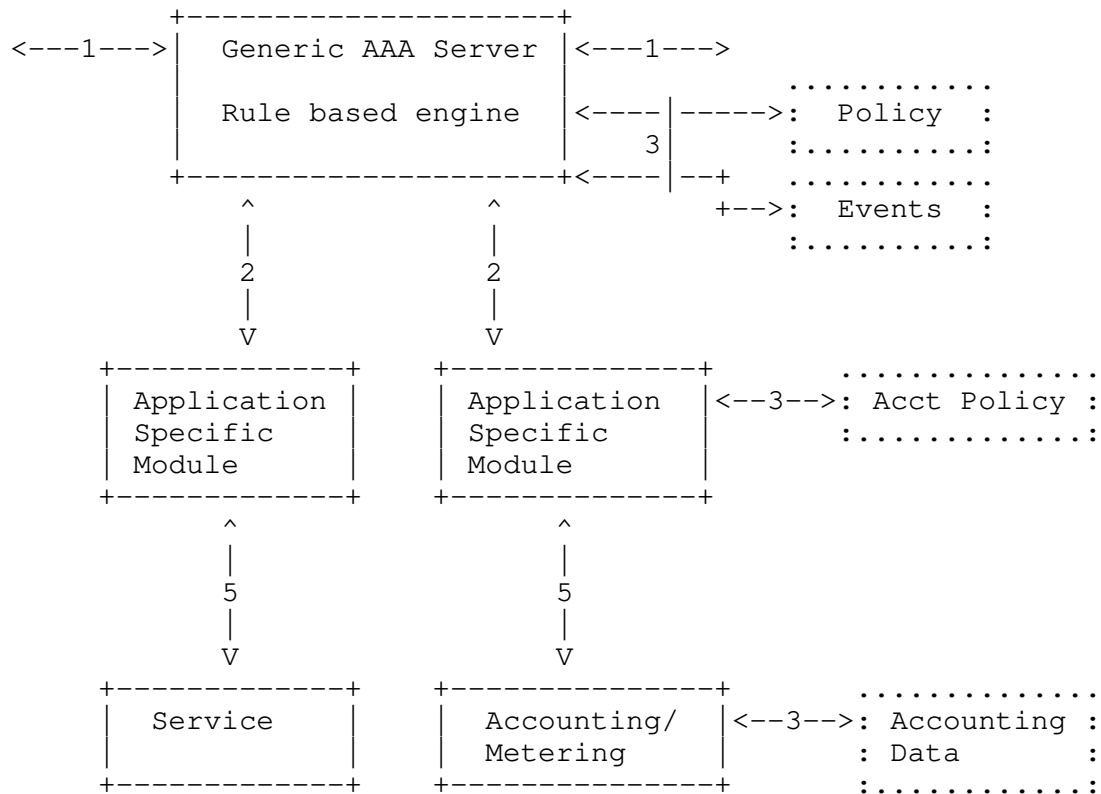 <---1--->| Generic AAA Server |<---1--->
Rule based engine |<----|----->: Policy :
3|
<----|--+
+-->: Events :
2 2
Application Application |<--3-->: Acct Policy :
Specific Specific
Module Module
5 5
Service Accounting/ |<--3-->: Accounting :
Metering : Data :